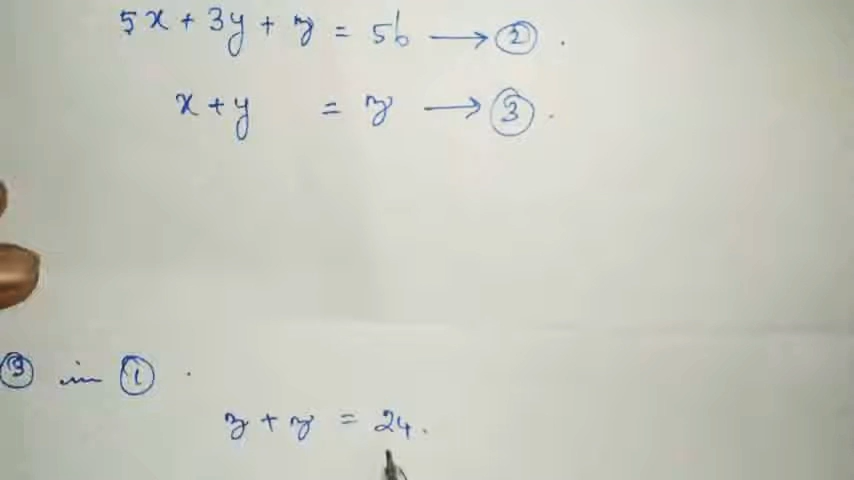 5x + 3y + z = 56 → ②.
x + y = z → ③.
③ in ①.
z + z = 24.